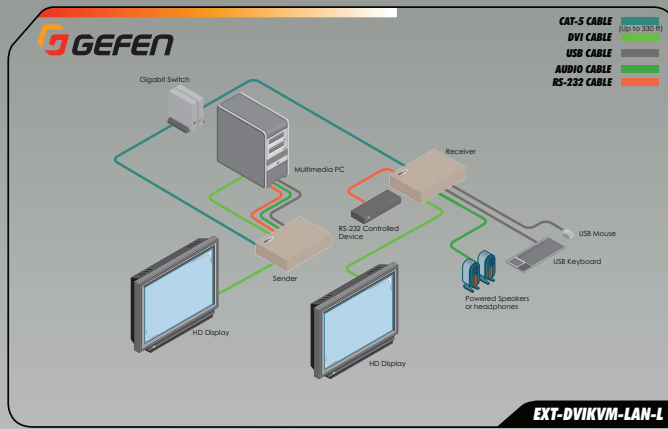 GEFEN
CAT-5 CABLE
(Up to 330 ft)
DVI CABLE
USB CABLE
AUDIO CABLE
RS-232 CABLE
Gigabit Switch
Multimedia PC
Receiver
RS-232 Controlled
Device
USB Mouse
USB Keyboard
Sender
Powered Speakers
or headphones
HD Display
HD Display
EXT-DVIKVM-LAN-L